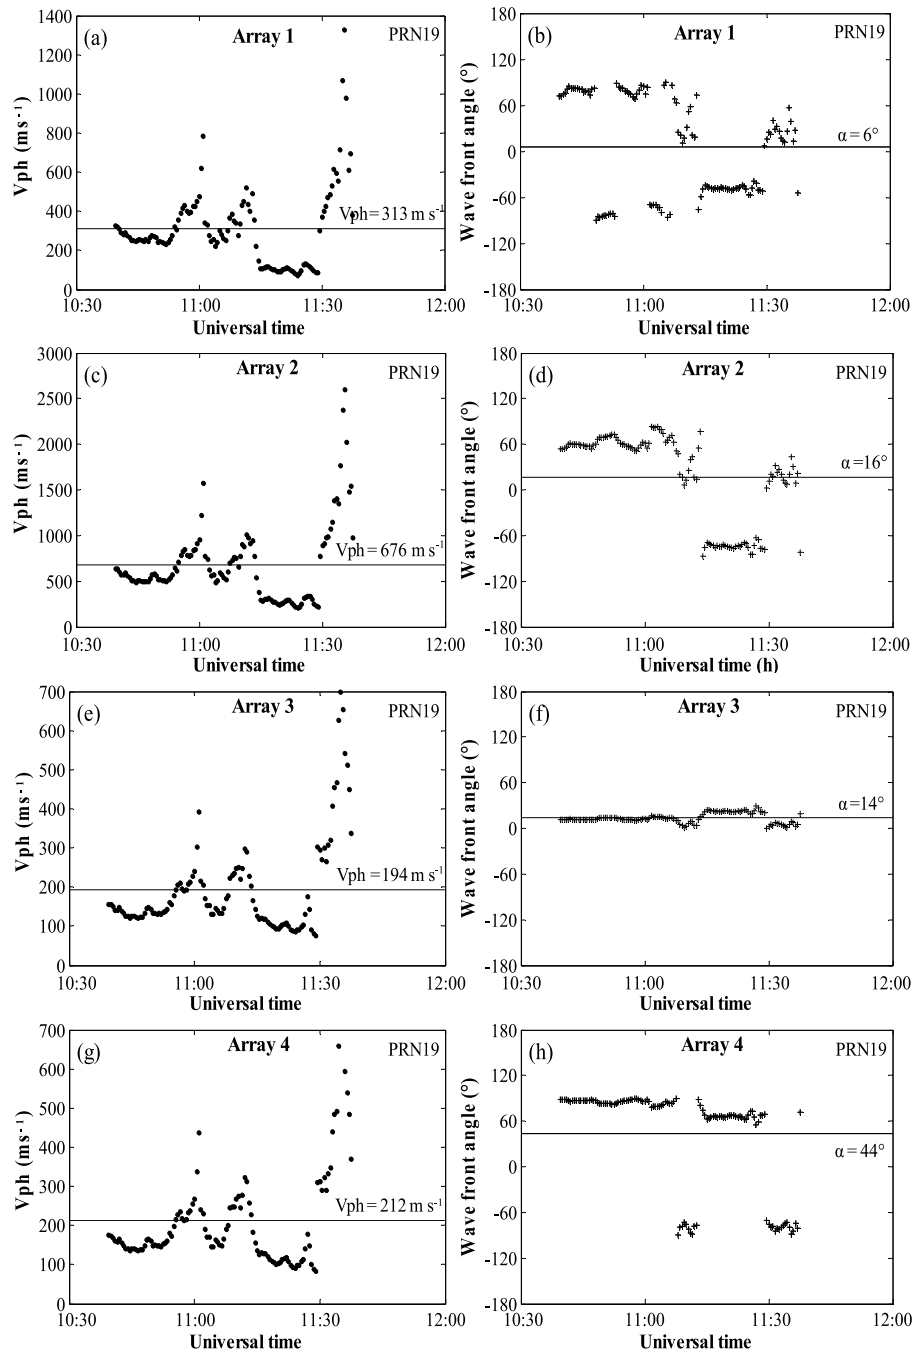 (a) Array 1 PRN19
Vph (ms⁻¹)
1400
1200
1000
800
600
400
200
0
Vph = 313 m s⁻¹
10:30 11:00 11:30 12:00
Universal time
(b) Array 1 PRN19
Wave front angle (°)
180
120
60
0
-60
-120
-180
α = 6°
10:30 11:00 11:30 12:00
Universal time
(c) Array 2 PRN19
Vph (ms⁻¹)
3000
2500
2000
1500
1000
500
0
Vph = 676 m s⁻¹
10:30 11:00 11:30 12:00
Universal time
(d) Array 2 PRN19
Wave front angle (°)
180
120
60
0
-60
-120
-180
α = 16°
10:30 11:00 11:30 12:00
Universal time (h)
(e) Array 3 PRN19
Vph (ms⁻¹)
700
600
500
400
300
200
100
0
Vph = 194 m s⁻¹
10:30 11:00 11:30 12:00
Universal time
(f) Array 3 PRN19
Wave front angle (°)
180
120
60
0
-60
-120
-180
α = 14°
10:30 11:00 11:30 12:00
Universal time
(g) Array 4 PRN19
Vph (ms⁻¹)
700
600
500
400
300
200
100
0
Vph = 212 m s⁻¹
10:30 11:00 11:30 12:00
Universal time
(h) Array 4 PRN19
Wave front angle (°)
180
120
60
0
-60
-120
-180
α = 44°
10:30 11:00 11:30 12:00
Universal time